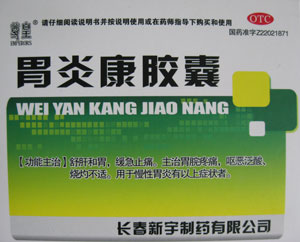 请仔细阅读说明书并按说明使用或在药师指导下购买和使用
OTC
国药准字Z22021871
胃炎康胶囊
WEI YAN KANG JIAO NANG
【功能主治】舒肝和胃、缓急止痛。主治胃脘疼痛、呕恶泛酸、
烧灼不适。用于慢性胃炎有以上症状者。
长春新宇制药有限公司